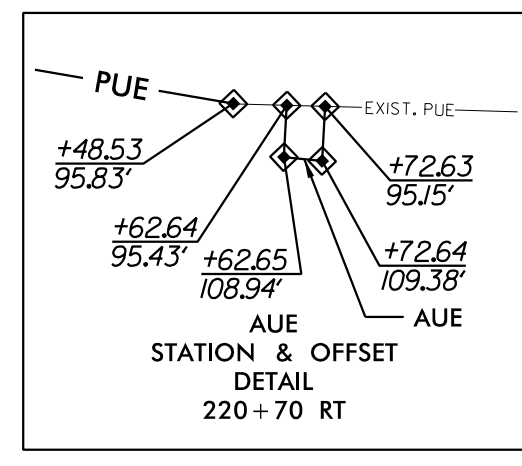 PUE
EXIST. PUE
+48.53
95.83'
+72.63
95.15'
+62.64
95.43'
+62.65
108.94'
+72.64
109.38'
AUE
AUE
STATION & OFFSET
DETAIL
220+70 RT